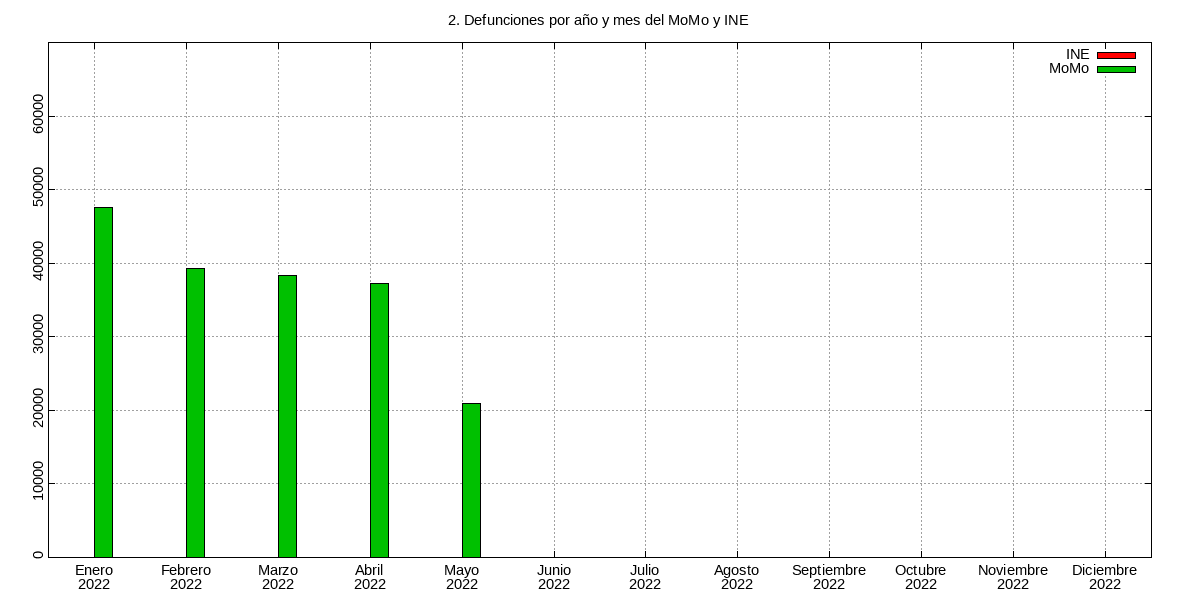 2. Defunciones por año y mes del MoMo y INE
INE
MoMo
60000
50000
40000
30000
20000
10000
0
Enero Febrero Marzo Abril Mayo Junio Julio Agosto Septiembre Octubre Noviembre Diciembre
2022 2022 2022 2022 2022 2022 2022 2022 2022 2022 2022 2022